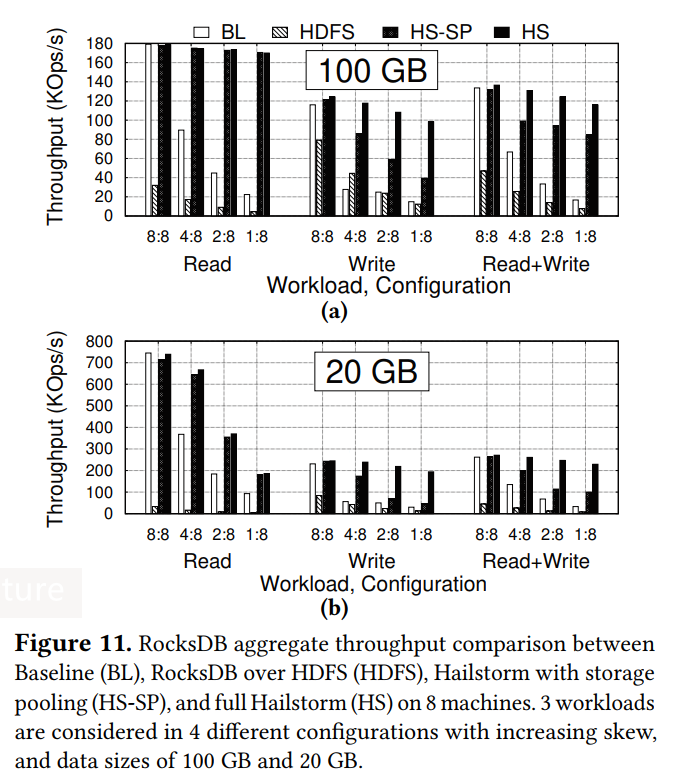 BL HDFS HS-SP HS
180
160
140
120
100
80
60
40
20
0
Throughput (KOps/s)
100 GB
8:8 4:8 2:8 1:8 8:8 4:8 2:8 1:8 8:8 4:8 2:8 1:8
Read Write Read+Write
Workload, Configuration
(a)
800
700
600
500
400
300
200
100
0
Throughput (KOps/s)
20 GB
8:8 4:8 2:8 1:8 8:8 4:8 2:8 1:8 8:8 4:8 2:8 1:8
Read Write Read+Write
Workload, Configuration
(b)
ture
Figure 11. RocksDB aggregate throughput comparison between
Baseline (BL), RocksDB over HDFS (HDFS), Hailstorm with storage
pooling (HS-SP), and full Hailstorm (HS) on 8 machines. 3 workloads
are considered in 4 different configurations with increasing skew,
and data sizes of 100 GB and 20 GB.